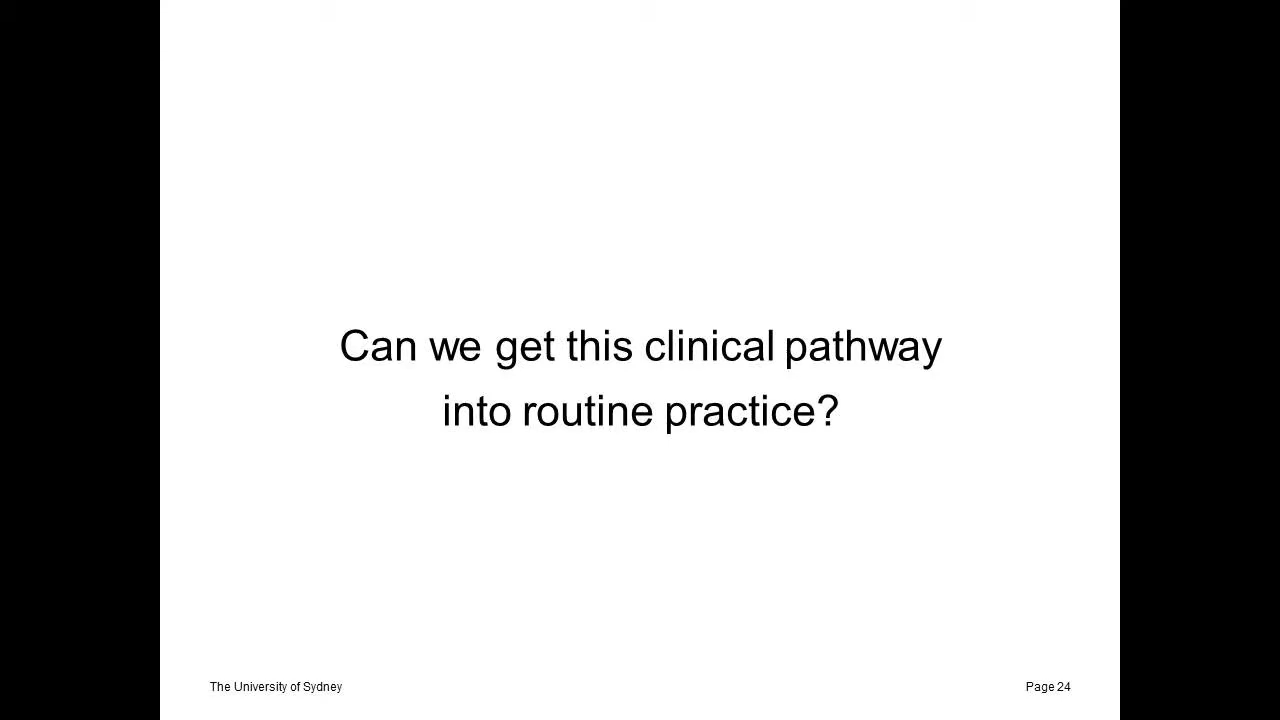 Can we get this clinical pathway
into routine practice?
The University of Sydney
Page 24